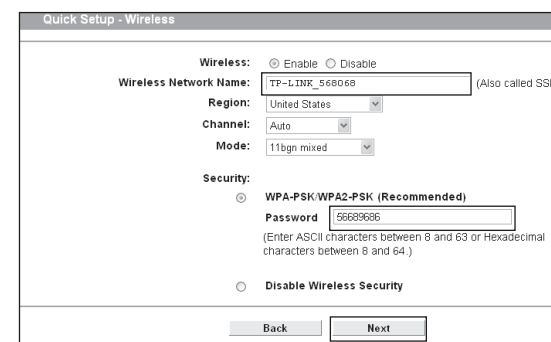 Quick Setup - Wireless
Wireless: Enable Disable
Wireless Network Name: TP-LINK_568068 (Also called SSI
Region: United States
Channel: Auto
Mode: 11bgn mixed
Security:
WPA-PSK/WPA2-PSK (Recommended)
Password 56689686
(Enter ASCII characters between 8 and 63 or Hexadecimal
characters between 8 and 64.)
Disable Wireless Security
Back Next